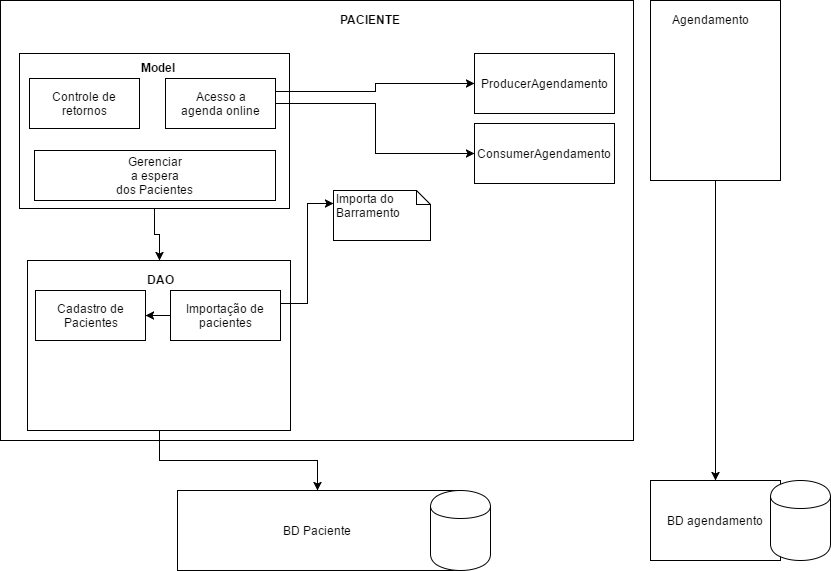 PACIENTE
Agendamento
Model
Controle de
retornos
Acesso a
agenda online
Gerenciar
a espera
dos Pacientes
ProducerAgendamento
ConsumerAgendamento
Importa do
Barramento
DAO
Cadastro de
Pacientes
Importação de
pacientes
BD Paciente
BD agendamento